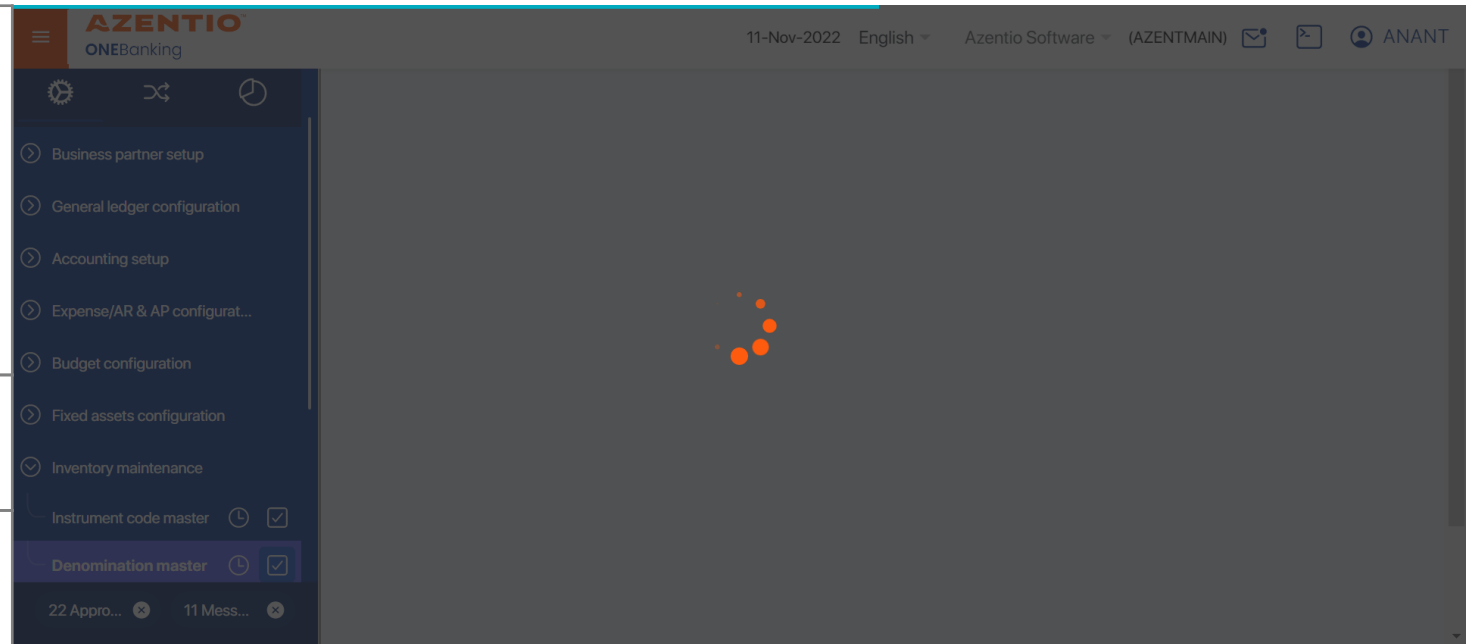 AZENTIO
ONEBanking
11-Nov-2022 English Azentio Software (AZENTMAIN) ANANT
Business partner setup
General ledger configuration
Accounting setup
Expense/AR & AP configurat...
Budget configuration
Fixed assets configuration
Inventory maintenance
Instrument code master
Denomination master
22 Appro... 11 Mess...